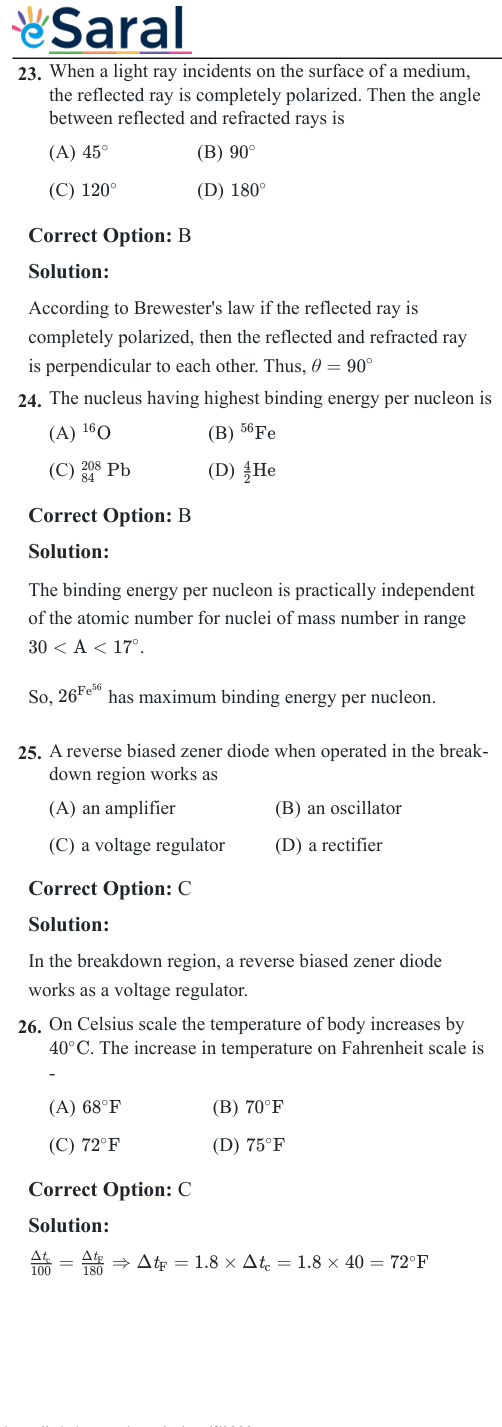 eSaral
23. When a light ray incidents on the surface of a medium,
the reflected ray is completely polarized. Then the angle
between reflected and refracted rays is
(A) 45° (B) 90°
(C) 120° (D) 180°
Correct Option: B
Solution:
According to Brewester's law if the reflected ray is
completely polarized, then the reflected and refracted ray
is perpendicular to each other. Thus, θ = 90°
24. The nucleus having highest binding energy per nucleon is
(A) ¹⁶O (B) ⁵⁶Fe
(C) ²⁰⁸₈₄ Pb (D) ⁴₂He
Correct Option: B
Solution:
The binding energy per nucleon is practically independent
of the atomic number for nuclei of mass number in range
30 < A < 17°.
So, 26^Fe⁵⁶ has maximum binding energy per nucleon.
25. A reverse biased zener diode when operated in the break-
down region works as
(A) an amplifier (B) an oscillator
(C) a voltage regulator (D) a rectifier
Correct Option: C
Solution:
In the breakdown region, a reverse biased zener diode
works as a voltage regulator.
26. On Celsius scale the temperature of body increases by
40°C. The increase in temperature on Fahrenheit scale is
-
(A) 68°F (B) 70°F
(C) 72°F (D) 75°F
Correct Option: C
Solution:
Δt_c/100 = Δt_F/180 ⇒ Δt_F = 1.8 × Δt_c = 1.8 × 40 = 72°F